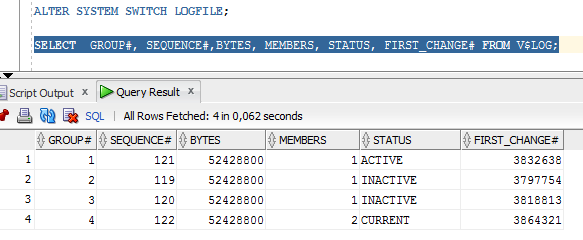 ALTER SYSTEM SWITCH LOGFILE;
SELECT  GROUP#, SEQUENCE#,BYTES, MEMBERS, STATUS, FIRST_CHANGE# FROM V$LOG;
Script Output x Query Result x
SQL | All Rows Fetched: 4 in 0,062 seconds
GROUP# SEQUENCE# BYTES MEMBERS STATUS FIRST_CHANGE#
1 1 121 52428800 1 ACTIVE 3832638
2 2 119 52428800 1 INACTIVE 3797754
3 3 120 52428800 1 INACTIVE 3818813
4 4 122 52428800 2 CURRENT 3864321